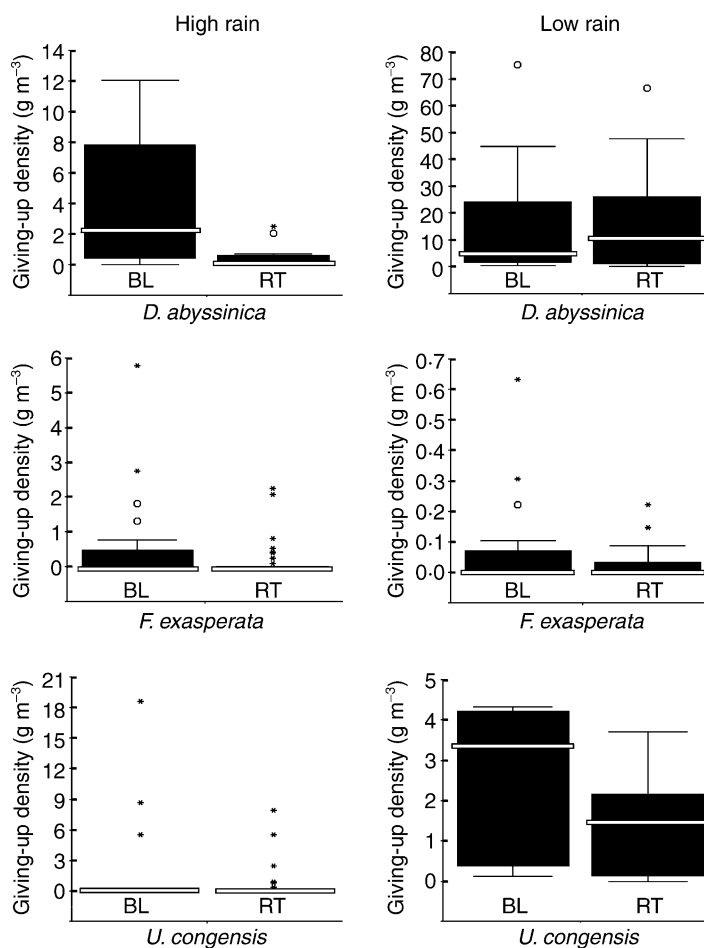 High rain
Low rain
Giving-up density (g m⁻³)
14
12
10
8
6
4
2
0
BL
RT
D. abyssinica
Giving-up density (g m⁻³)
80
70
60
50
40
30
20
10
0
BL
RT
D. abyssinica
Giving-up density (g m⁻³)
6
5
4
3
2
1
0
BL
RT
F. exasperata
Giving-up density (g m⁻³)
0·7
0·6
0·5
0·4
0·3
0·2
0·1
0·0
BL
RT
F. exasperata
Giving-up density (g m⁻³)
21
18
15
12
9
6
3
0
BL
RT
U. congensis
Giving-up density (g m⁻³)
5
4
3
2
1
0
BL
RT
U. congensis